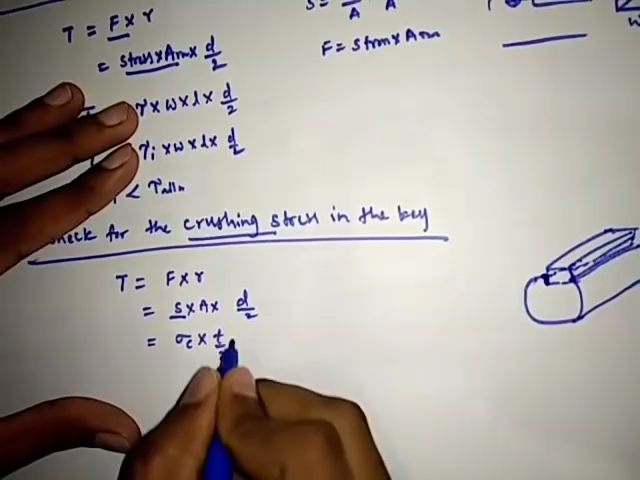 T = F x r
= stress x Area x d/2
τ x w x l x d/2
τi x w x l x d/2
< τallo
S =
A A
F = stress x Area
check for the crushing stress in the key
T = F x r
= s x A x d/2
= σc x t